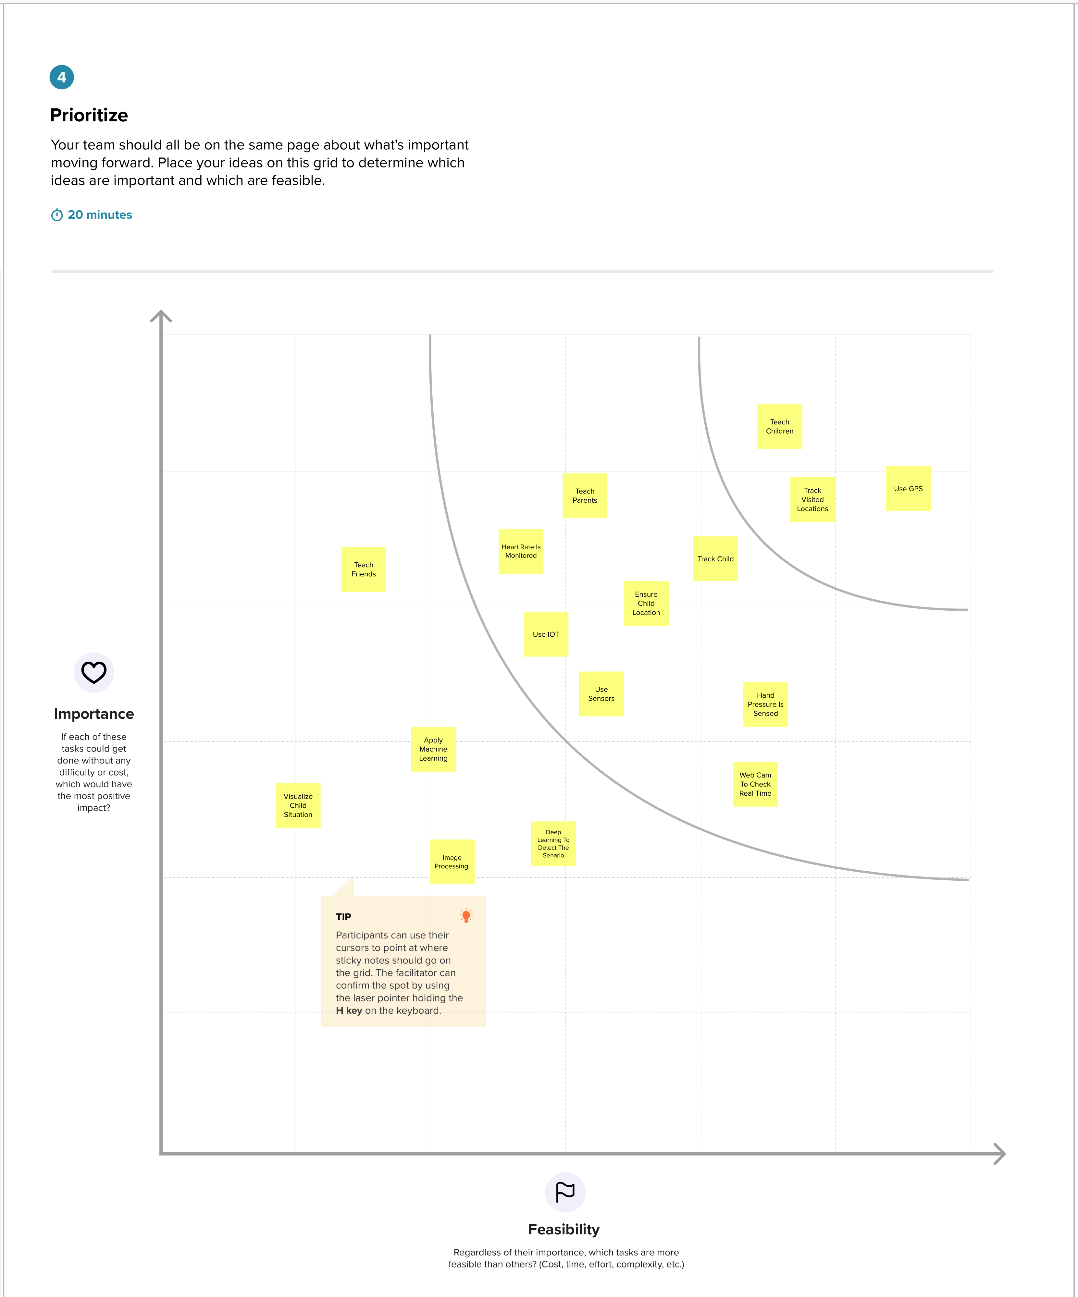 4
Prioritize
Your team should all be on the same page about what's important
moving forward. Place your ideas on this grid to determine which
ideas are important and which are feasible.
20 minutes
Teach
Children
Use GPS
Track
Visited
Locations
Teach
Parents
Heart Rate Is
Monitored
Track Child
Teach
Friends
Ensure
Child
Location
Use IOT
Use
Sensors
Hand
Pressure Is
Sensed
Importance
If each of these
tasks could get
done without any
difficulty or cost,
which would have
the most positive
impact?
Apply
Machine
Learning
Web Cam
To Check
Real Time
Visualize
Child
Situation
Deep
Learning To
Detect The
Senario
Image
Processing
TIP
Participants can use their
cursors to point at where
sticky notes should go on
the grid. The facilitator can
confirm the spot by using
the laser pointer holding the
H key on the keyboard.
Feasibility
Regardless of their importance, which tasks are more
feasible than others? (Cost, time, effort, complexity, etc.)